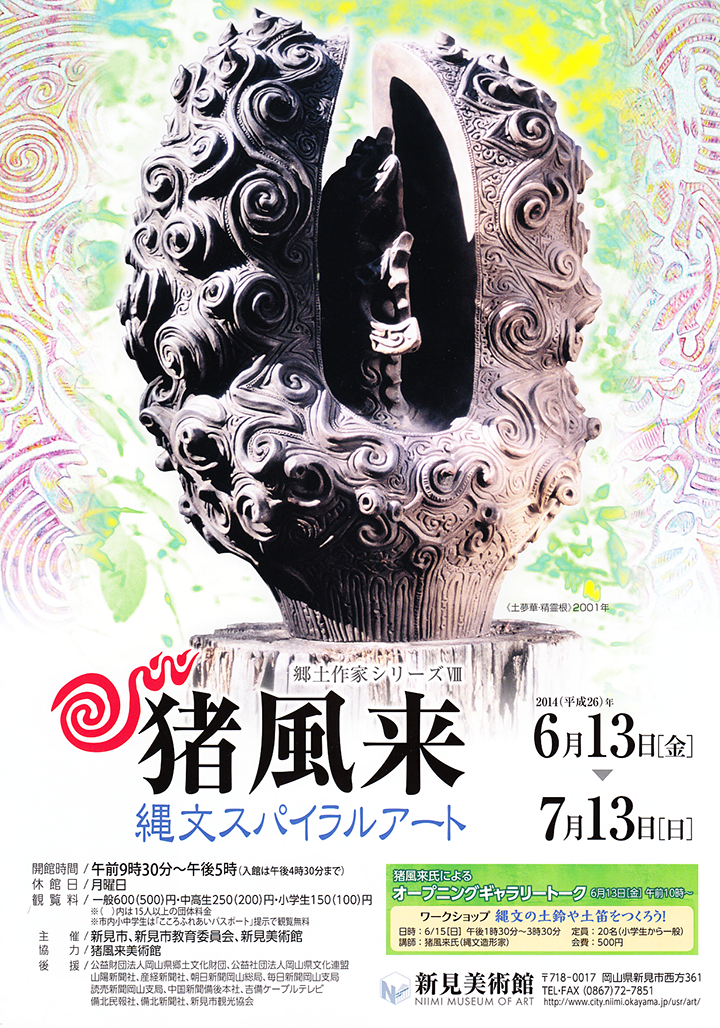 《土夢華・精霊根》2001年
郷土作家シリーズⅧ
猪風来
縄文スパイラルアート
2014(平成26)年
6月13日[金]
7月13日[日]
開館時間/午前9時30分〜午後5時(入館は午後4時30分まで)
休館日/月曜日
観覧料/一般600(500)円・中高生250(200)円・小学生150(100)円
※( )内は15人以上の団体料金
※市内小中学生は「こころふれあいパスポート」提示で観覧無料
主催/新見市、新見市教育委員会、新見美術館
協力/猪風来美術館
後援/公益財団法人岡山県郷土文化財団、公益社団法人岡山県文化連盟
山陽新聞社、産経新聞社、朝日新聞岡山総局、毎日新聞岡山支局
読売新聞岡山支局、中国新聞備後本社、吉備ケーブルテレビ
備北民報社、備北新聞社、新見市観光協会
猪風来氏による
オープニングギャラリートーク 6月13日[金] 午前10時〜
ワークショップ 縄文の土鈴や土笛をつくろう!
日時:6/15[日] 午後1時30分〜3時30分 定員:20名(小学生から一般)
講師:猪風来氏(縄文造形家) 会費:500円
新見美術館
NIIMI MUSEUM OF ART
〒718-0017 岡山県新見市西方361
TEL・FAX (0867)72-7851
http://www.city.niimi.okayama.jp/usr/art/